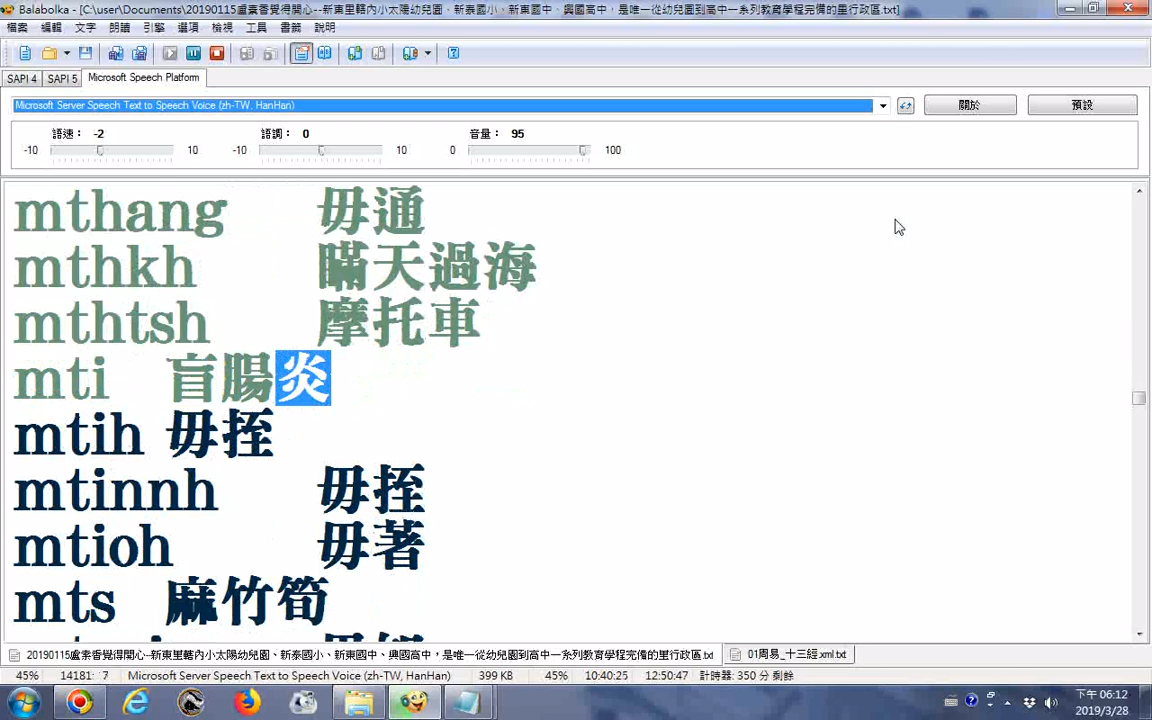 Balabolka - [C:\user\Documents\20190115盧素香覺得開心--新東里轄內小太陽幼兒園、新泰國小、新東國中、興國高中，是唯一從幼兒園到高中一系列教育學程完備的里行政區.txt]
檔案 編輯 文字 朗讀 引擎 選項 檢視 工具 書籤 說明
SAPI 4 SAPI 5 Microsoft Speech Platform
Microsoft Server Speech Text to Speech Voice (zh-TW, HanHan) 關於 預設
語速： -2 語調： 0 音量： 95
-10 10 -10 10 0 100
mthang 毋通
mthkh 瞞天過海
mthtsh 摩托車
mti 盲腸炎
mtih 毋挃
mtinnh 毋挃
mtioh 毋著
mts 麻竹筍
20190115盧素香覺得開心--新東里轄內小太陽幼兒園、新泰國小、新東國中、興國高中，是唯一從幼兒園到高中一系列教育學程完備的里行政區.txt 01周易_十三經.xml.txt
45% 14181: 7 Microsoft Server Speech Text to Speech Voice (zh-TW, HanHan) 399 KB 45% 10:40:25 12:50:47 計時器: 350 分 剩餘
下午 06:12
2019/3/28